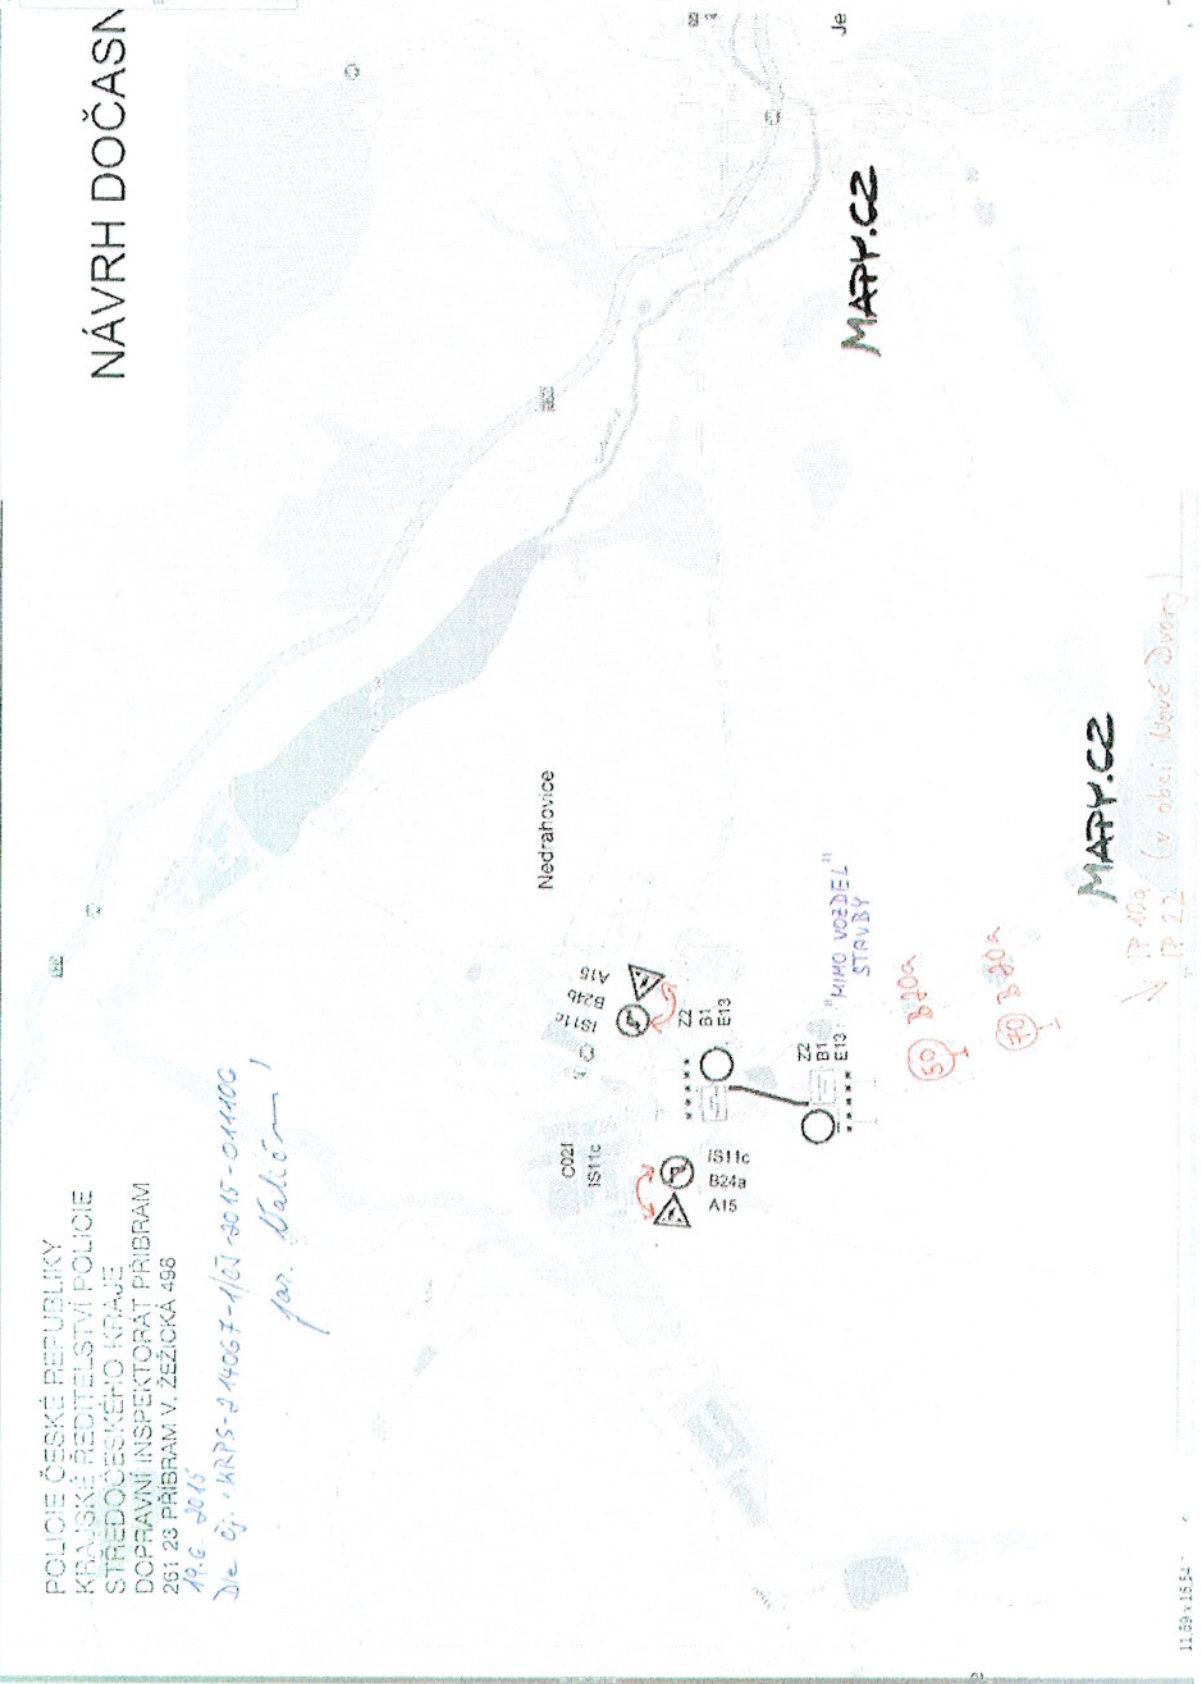 NÁVRH DOČASN
POLICIE ČESKÉ REPUBLIKY
KRAJSKÉ ŘEDITELSTVÍ POLICIE
STŘEDOČESKÉHO KRAJE
DOPRAVNÍ INSPEKTORÁT PŘÍBRAM
261 23 PŘÍBRAM V. ŽEŽICKÁ 498
19.6. 2015
Dle čj.: KRPS-214067-1/ČJ-2015-011106
Je
MAPY.CZ
Nedrahovice
A15
B24b
IS11c
Z2
B1
E13
C02f
IS11c
IS11c
B24a
A15
Z2
B1
E13:
"MIMO VOZDEL"
STAVBY
50 B20a
70 B20a
MAPY.CZ
IP 10a (v obci Nové Dvory)
IP 22
11.69 x 16.54 "